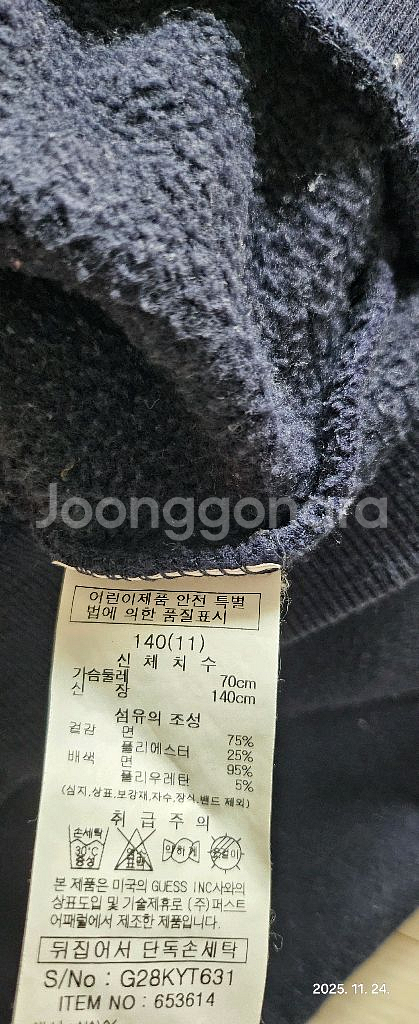 Joonggonara
어린이제품 안전 특별
법에 의한 품질표시
140(11)
신 체 치 수
가슴둘레 70cm
신 장 140cm
섬유의 조성
겉감 면 75%
폴리에스터 25%
배색 면 95%
폴리우레탄 5%
(심지,상표,보강재,자수,장식,밴드 제외)
취 급 주 의
손세탁
30°C
중성
약하게
본 제품은 미국의 GUESS INC사와의
상표도입 및 기술제휴로 (주)퍼스트
어패럴에서 제조한 제품입니다.
뒤집어서 단독손세탁
S/No : G28KYT631
ITEM NO : 653614
2025. 11. 24.